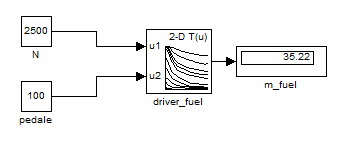 2500
N
100
pedale
2-D T(u)
u1
u2
driver_fuel
35.22
m_fuel